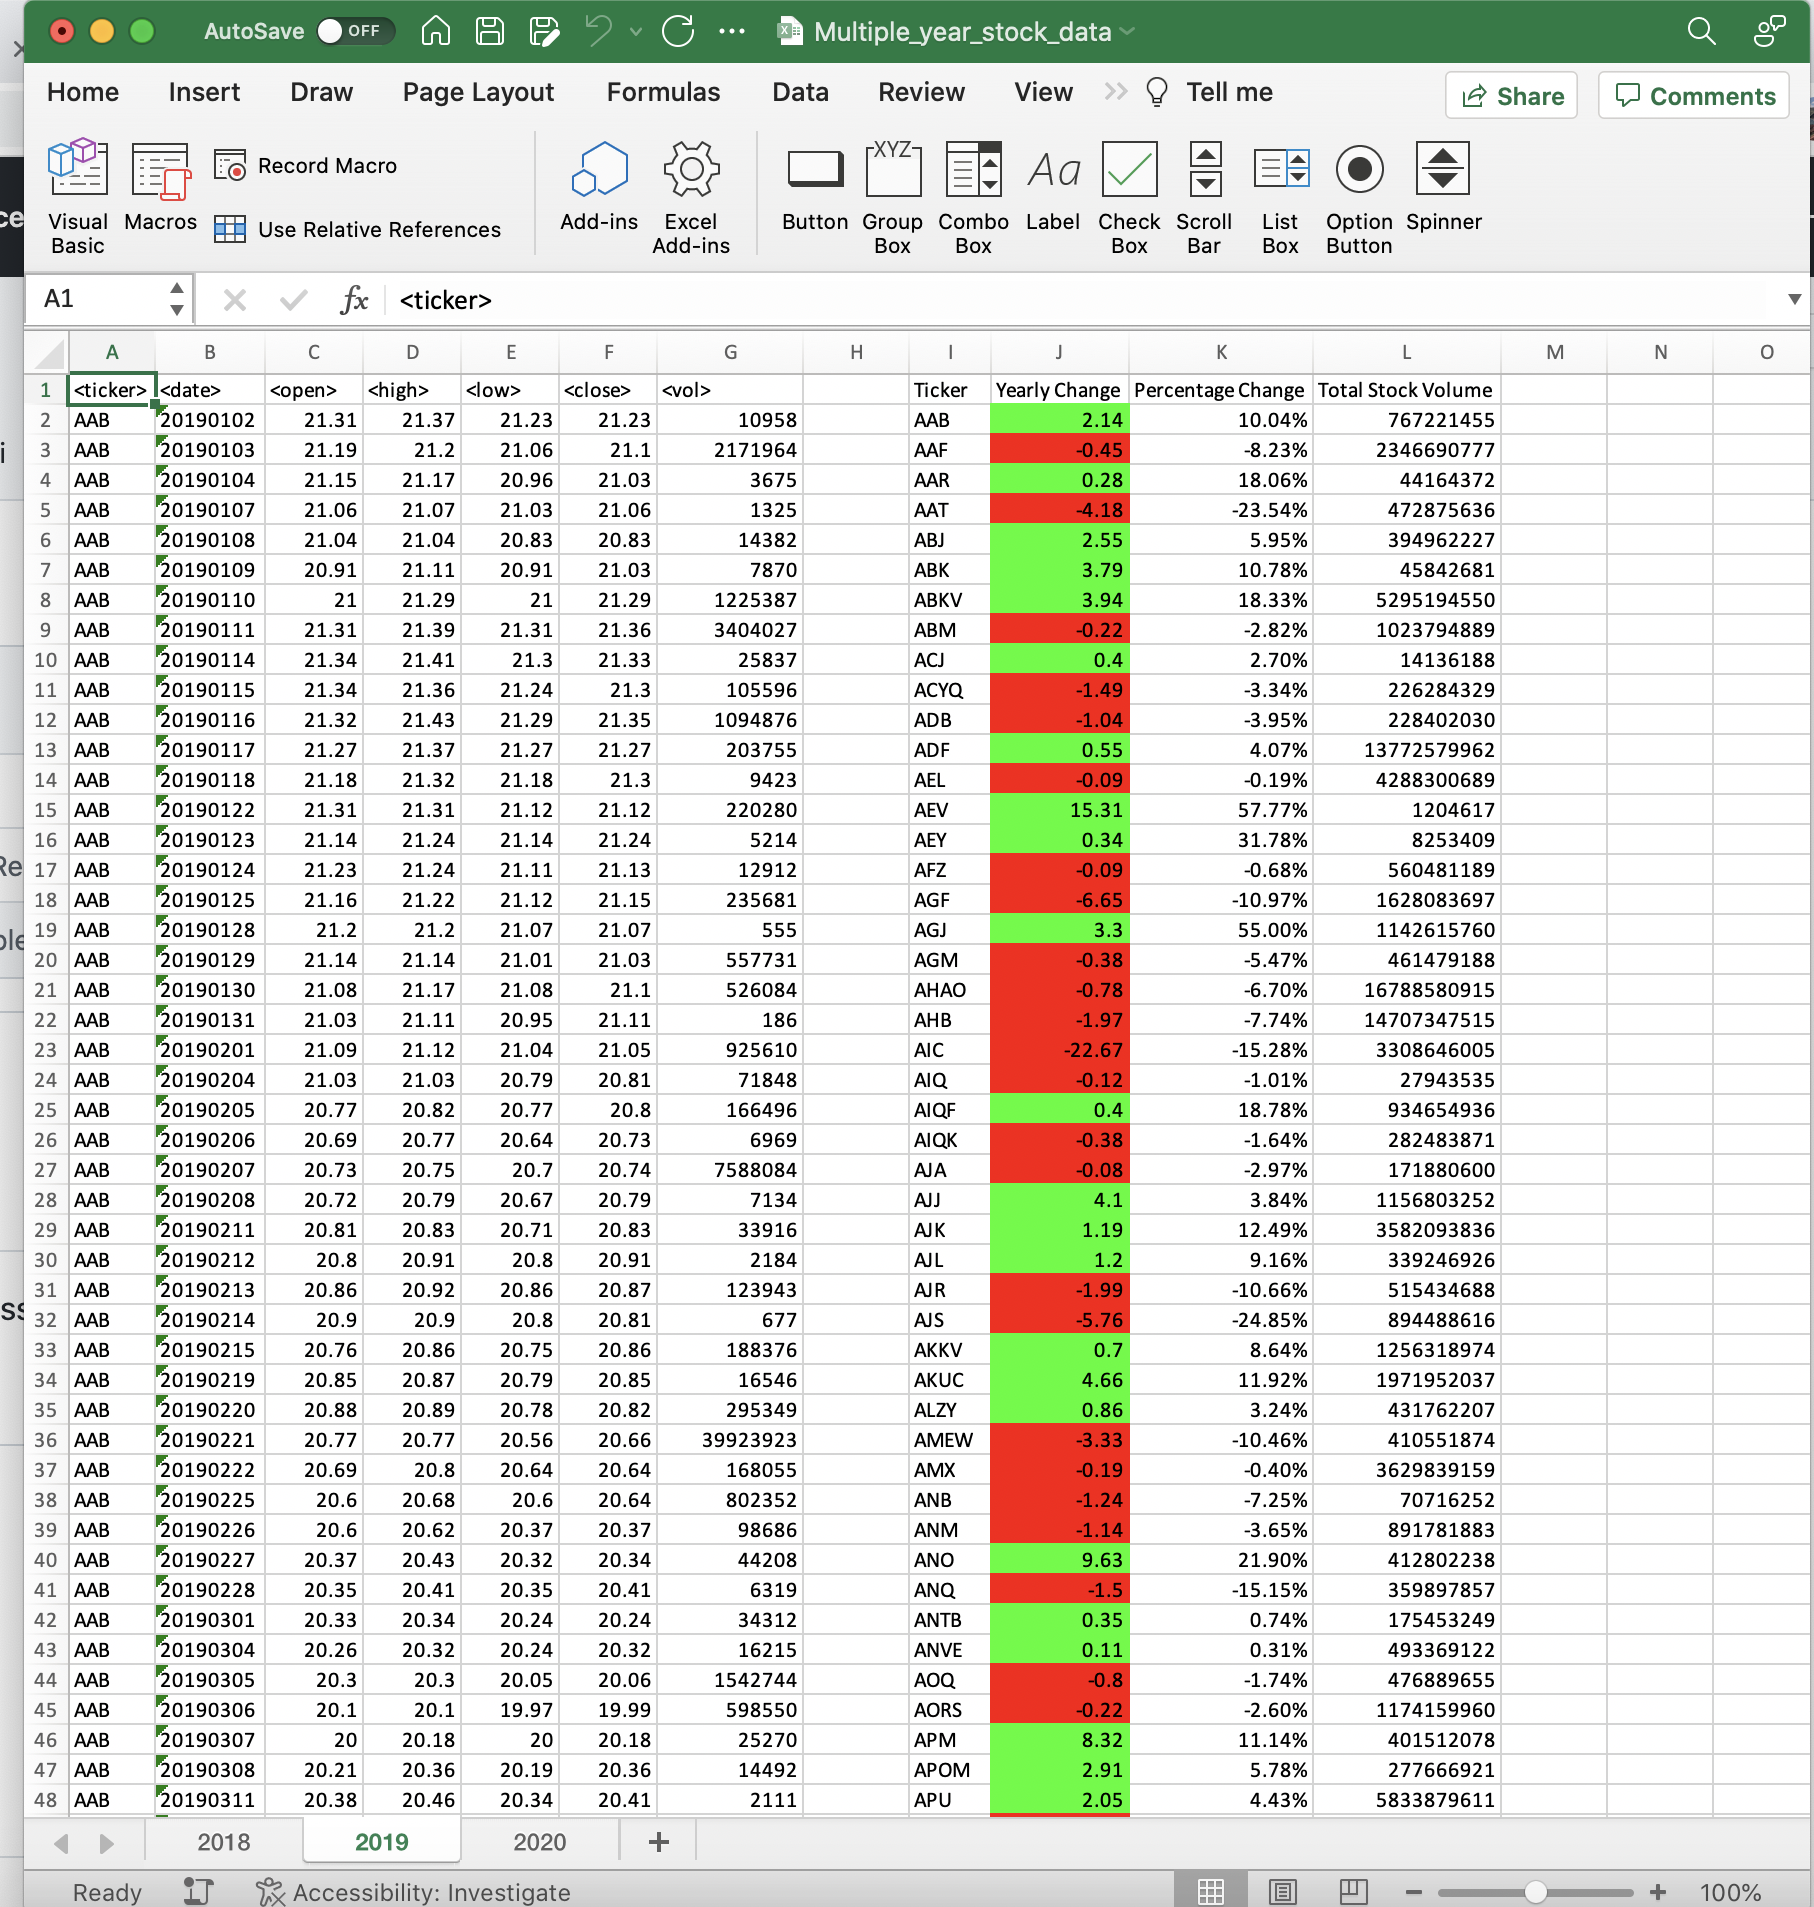 AutoSave OFF Multiple_year_stock_data
Home Insert Draw Page Layout Formulas Data Review View Tell me Share Comments
Visual Basic Macros Record Macro Use Relative References Add-ins Excel Add-ins Button Group Box Combo Box Label Check Box Scroll Bar List Box Option Button Spinner
XYZ Aa
A1 fx <ticker>
A B C D E F G H I J K L M N O
1 <ticker> <date> <open> <high> <low> <close> <vol> Ticker Yearly Change Percentage Change Total Stock Volume
2 AAB 20190102 21.31 21.37 21.23 21.23 10958 AAB 2.14 10.04% 767221455
3 AAB 20190103 21.19 21.2 21.06 21.1 2171964 AAF -0.45 -8.23% 2346690777
4 AAB 20190104 21.15 21.17 20.96 21.03 3675 AAR 0.28 18.06% 44164372
5 AAB 20190107 21.06 21.07 21.03 21.06 1325 AAT -4.18 -23.54% 472875636
6 AAB 20190108 21.04 21.04 20.83 20.83 14382 ABJ 2.55 5.95% 394962227
7 AAB 20190109 20.91 21.11 20.91 21.03 7870 ABK 3.79 10.78% 45842681
8 AAB 20190110 21 21.29 21 21.29 1225387 ABKV 3.94 18.33% 5295194550
9 AAB 20190111 21.31 21.39 21.31 21.36 3404027 ABM -0.22 -2.82% 1023794889
10 AAB 20190114 21.34 21.41 21.3 21.33 25837 ACJ 0.4 2.70% 14136188
11 AAB 20190115 21.34 21.36 21.24 21.3 105596 ACYQ -1.49 -3.34% 226284329
12 AAB 20190116 21.32 21.43 21.29 21.35 1094876 ADB -1.04 -3.95% 228402030
13 AAB 20190117 21.27 21.37 21.27 21.27 203755 ADF 0.55 4.07% 13772579962
14 AAB 20190118 21.18 21.32 21.18 21.3 9423 AEL -0.09 -0.19% 4288300689
15 AAB 20190122 21.31 21.31 21.12 21.12 220280 AEV 15.31 57.77% 1204617
16 AAB 20190123 21.14 21.24 21.14 21.24 5214 AEY 0.34 31.78% 8253409
17 AAB 20190124 21.23 21.24 21.11 21.13 12912 AFZ -0.09 -0.68% 560481189
18 AAB 20190125 21.16 21.22 21.12 21.15 235681 AGF -6.65 -10.97% 1628083697
19 AAB 20190128 21.2 21.2 21.07 21.07 555 AGJ 3.3 55.00% 1142615760
20 AAB 20190129 21.14 21.14 21.01 21.03 557731 AGM -0.38 -5.47% 461479188
21 AAB 20190130 21.08 21.17 21.08 21.1 526084 AHAO -0.78 -6.70% 16788580915
22 AAB 20190131 21.03 21.11 20.95 21.11 186 AHB -1.97 -7.74% 14707347515
23 AAB 20190201 21.09 21.12 21.04 21.05 925610 AIC -22.67 -15.28% 3308646005
24 AAB 20190204 21.03 21.03 20.79 20.81 71848 AIQ -0.12 -1.01% 27943535
25 AAB 20190205 20.77 20.82 20.77 20.8 166496 AIQF 0.4 18.78% 934654936
26 AAB 20190206 20.69 20.77 20.64 20.73 6969 AIQK -0.38 -1.64% 282483871
27 AAB 20190207 20.73 20.75 20.7 20.74 7588084 AJA -0.08 -2.97% 171880600
28 AAB 20190208 20.72 20.79 20.67 20.79 7134 AJJ 4.1 3.84% 1156803252
29 AAB 20190211 20.81 20.83 20.71 20.83 33916 AJK 1.19 12.49% 3582093836
30 AAB 20190212 20.8 20.91 20.8 20.91 2184 AJL 1.2 9.16% 339246926
31 AAB 20190213 20.86 20.92 20.86 20.87 123943 AJR -1.99 -10.66% 515434688
32 AAB 20190214 20.9 20.9 20.8 20.81 677 AJS -5.76 -24.85% 894488616
33 AAB 20190215 20.76 20.86 20.75 20.86 188376 AKKV 0.7 8.64% 1256318974
34 AAB 20190219 20.85 20.87 20.79 20.85 16546 AKUC 4.66 11.92% 1971952037
35 AAB 20190220 20.88 20.89 20.78 20.82 295349 ALZY 0.86 3.24% 431762207
36 AAB 20190221 20.77 20.77 20.56 20.66 39923923 AMEW -3.33 -10.46% 410551874
37 AAB 20190222 20.69 20.8 20.64 20.64 168055 AMX -0.19 -0.40% 3629839159
38 AAB 20190225 20.6 20.68 20.6 20.64 802352 ANB -1.24 -7.25% 70716252
39 AAB 20190226 20.6 20.62 20.37 20.37 98686 ANM -1.14 -3.65% 891781883
40 AAB 20190227 20.37 20.43 20.32 20.34 44208 ANO 9.63 21.90% 412802238
41 AAB 20190228 20.35 20.41 20.35 20.41 6319 ANQ -1.5 -15.15% 359897857
42 AAB 20190301 20.33 20.34 20.24 20.24 34312 ANTB 0.35 0.74% 175453249
43 AAB 20190304 20.26 20.32 20.24 20.32 16215 ANVE 0.11 0.31% 493369122
44 AAB 20190305 20.3 20.3 20.05 20.06 1542744 AOQ -0.8 -1.74% 476889655
45 AAB 20190306 20.1 20.1 19.97 19.99 598550 AORS -0.22 -2.60% 1174159960
46 AAB 20190307 20 20.18 20 20.18 25270 APM 8.32 11.14% 401512078
47 AAB 20190308 20.21 20.36 20.19 20.36 14492 APOM 2.91 5.78% 277666921
48 AAB 20190311 20.38 20.46 20.34 20.41 2111 APU 2.05 4.43% 5833879611
2018 2019 2020 +
Ready Accessibility: Investigate 100%